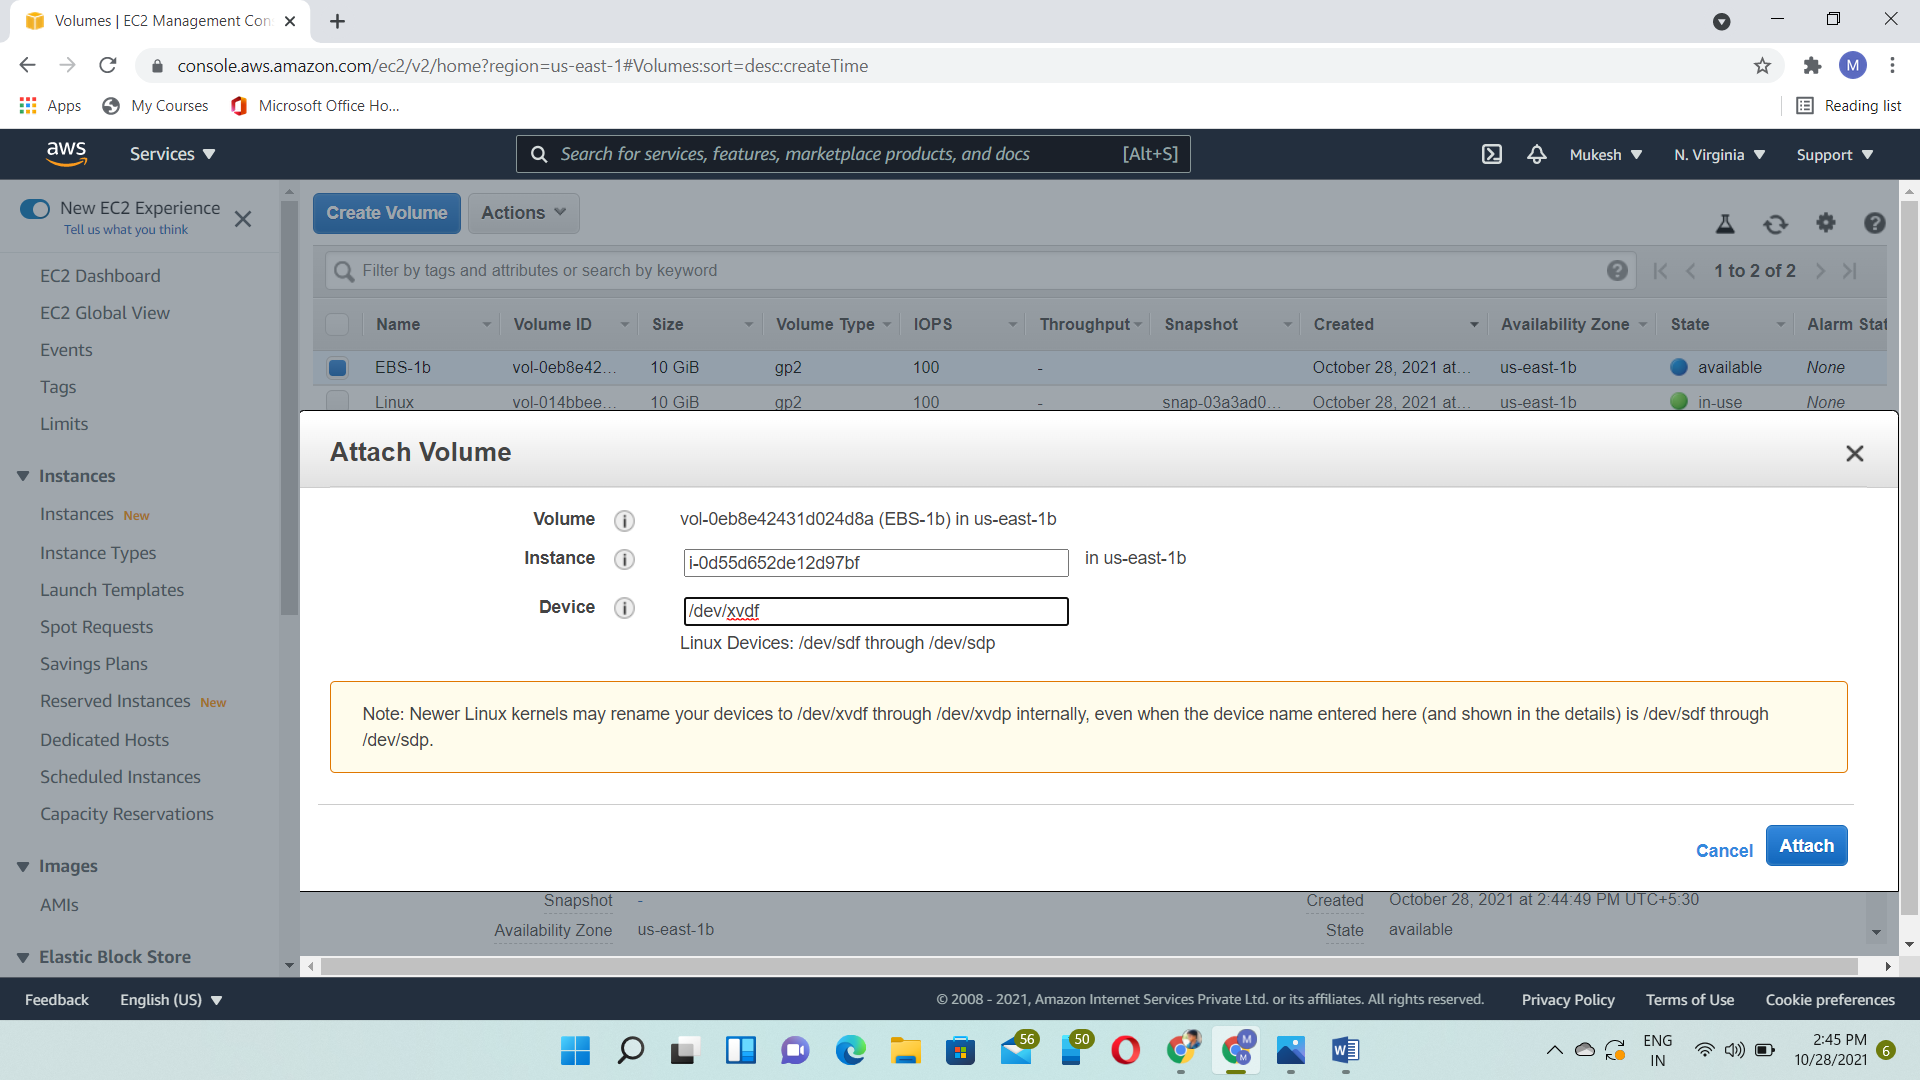 Volumes | EC2 Management Con
console.aws.amazon.com/ec2/v2/home?region=us-east-1#Volumes:sort=desc:createTime
M
Apps My Courses Microsoft Office Ho... Reading list
aws Services Search for services, features, marketplace products, and docs [Alt+S] Mukesh N. Virginia Support
New EC2 Experience
Tell us what you think
EC2 Dashboard
EC2 Global View
Events
Tags
Limits
Instances
Instances New
Instance Types
Launch Templates
Spot Requests
Savings Plans
Reserved Instances New
Dedicated Hosts
Scheduled Instances
Capacity Reservations
Images
AMIs
Elastic Block Store
Create Volume Actions
Filter by tags and attributes or search by keyword 1 to 2 of 2
Name Volume ID Size Volume Type IOPS Throughput Snapshot Created Availability Zone State Alarm Stat
EBS-1b vol-0eb8e42... 10 GiB gp2 100 - October 28, 2021 at... us-east-1b available None
Linux vol-014bbee... 10 GiB gp2 100 - snap-03a3ad0... October 28, 2021 at... us-east-1b in-use None
Attach Volume
Volume i vol-0eb8e42431d024d8a (EBS-1b) in us-east-1b
Instance i i-0d55d652de12d97bf in us-east-1b
Device i /dev/xvdf
Linux Devices: /dev/sdf through /dev/sdp
Note: Newer Linux kernels may rename your devices to /dev/xvdf through /dev/xvdp internally, even when the device name entered here (and shown in the details) is /dev/sdf through
/dev/sdp.
Cancel Attach
Snapshot - Created October 28, 2021 at 2:44:49 PM UTC+5:30
Availability Zone us-east-1b State available
Feedback English (US) © 2008 - 2021, Amazon Internet Services Private Ltd. or its affiliates. All rights reserved. Privacy Policy Terms of Use Cookie preferences
56 50 M M ENG 2:45 PM
IN 10/28/2021 6